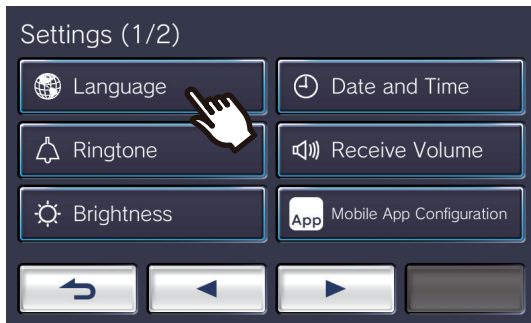 Settings (1/2)
Language
Date and Time
Ringtone
Receive Volume
Brightness
App
Mobile App Configuration